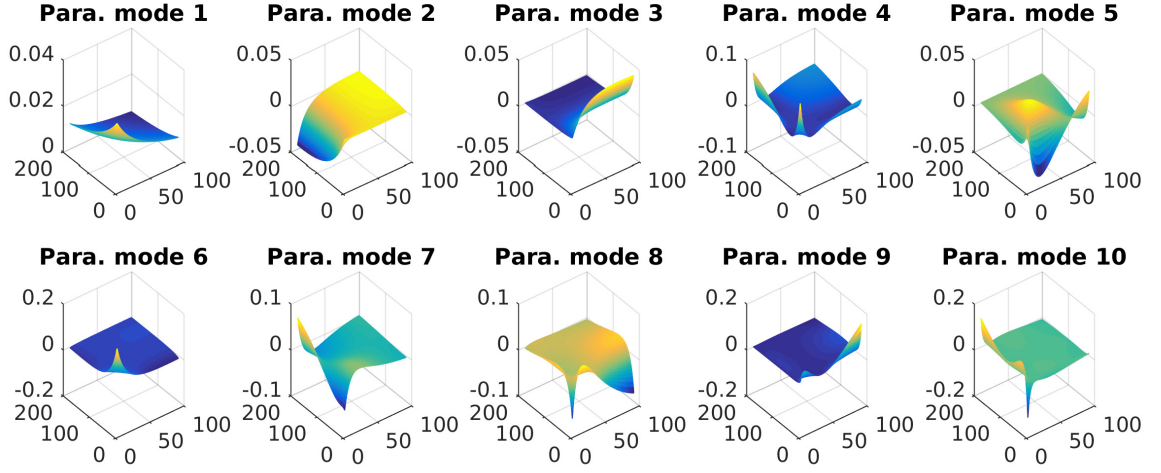 Para. mode 1 Para. mode 2 Para. mode 3 Para. mode 4 Para. mode 5
0.04 0.05 0.05 0.1 0.05
0.02 0 0 0 0
0 -0.05 -0.05 -0.1 -0.05
200 200 200 200 200
100 100 100 100 100 100 100 100 100 100
50 50 50 50 50
0 0 0 0 0 0 0 0 0 0
Para. mode 6 Para. mode 7 Para. mode 8 Para. mode 9 Para. mode 10
0.2 0.1 0.1 0.2 0.2
0 0 0 0 0
-0.2 -0.1 -0.1 -0.2 -0.2
200 200 200 200 200
100 100 100 100 100 100 100 100 100 100
50 50 50 50 50
0 0 0 0 0 0 0 0 0 0